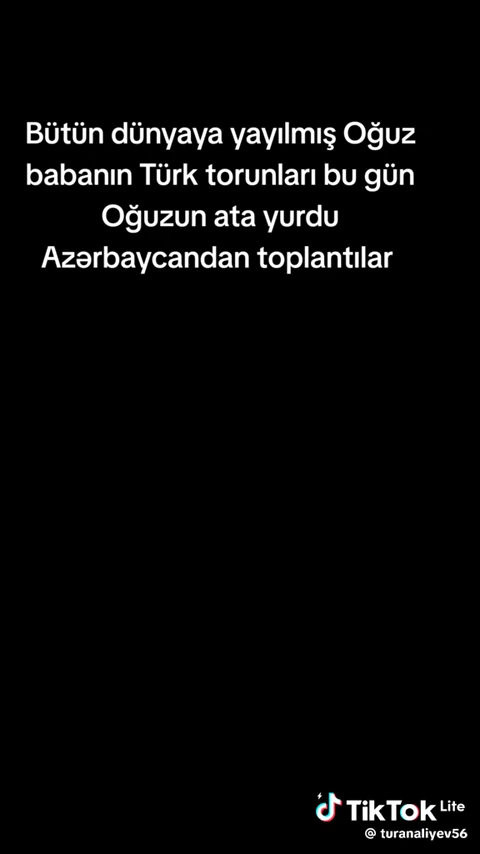 Bütün dünyaya yayılmış Oğuz
babanın Türk torunları bu gün
Oğuzun ata yurdu
Azərbaycandan toplantılar
TikTok Lite
turanaliyev56